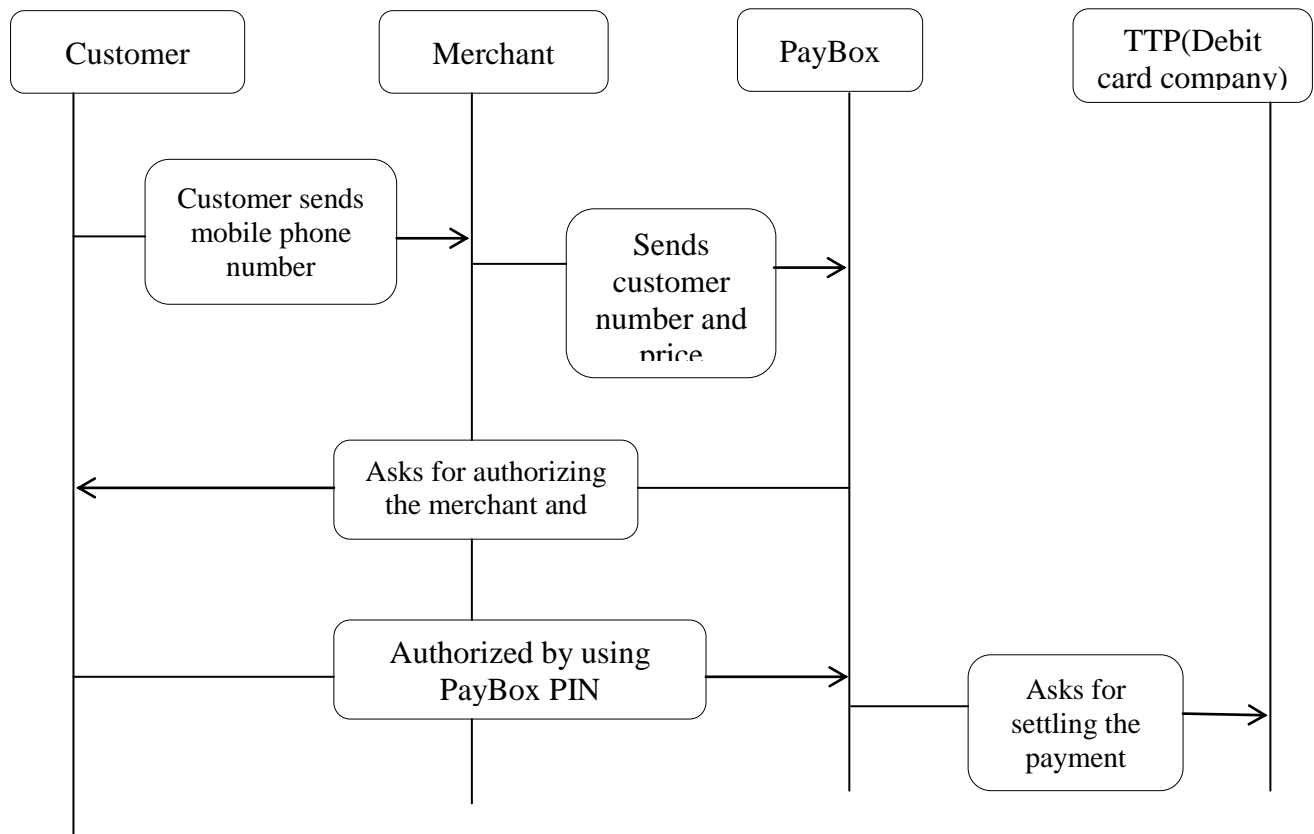 Customer
Merchant
PayBox
TTP(Debit
card company)
Customer sends
mobile phone
number
Sends
customer
number and
price
Asks for authorizing
the merchant and
Authorized by using
PayBox PIN
Asks for
settling the
payment